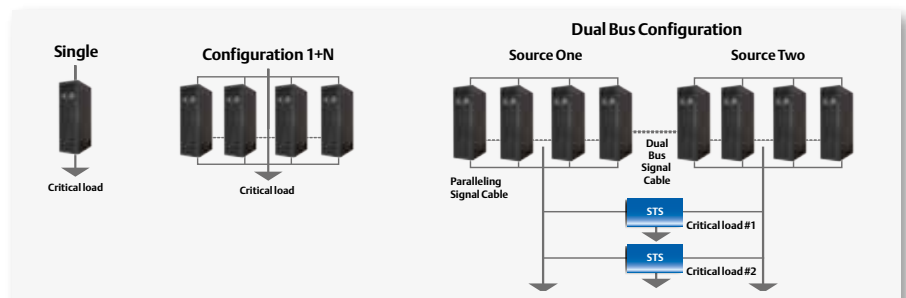 Dual Bus Configuration
Single
Configuration 1+N
Source One
Source Two
Critical load
Critical load
Paralleling
Signal Cable
Dual
Bus
Signal
Cable
STS
Critical load #1
STS
Critical load #2